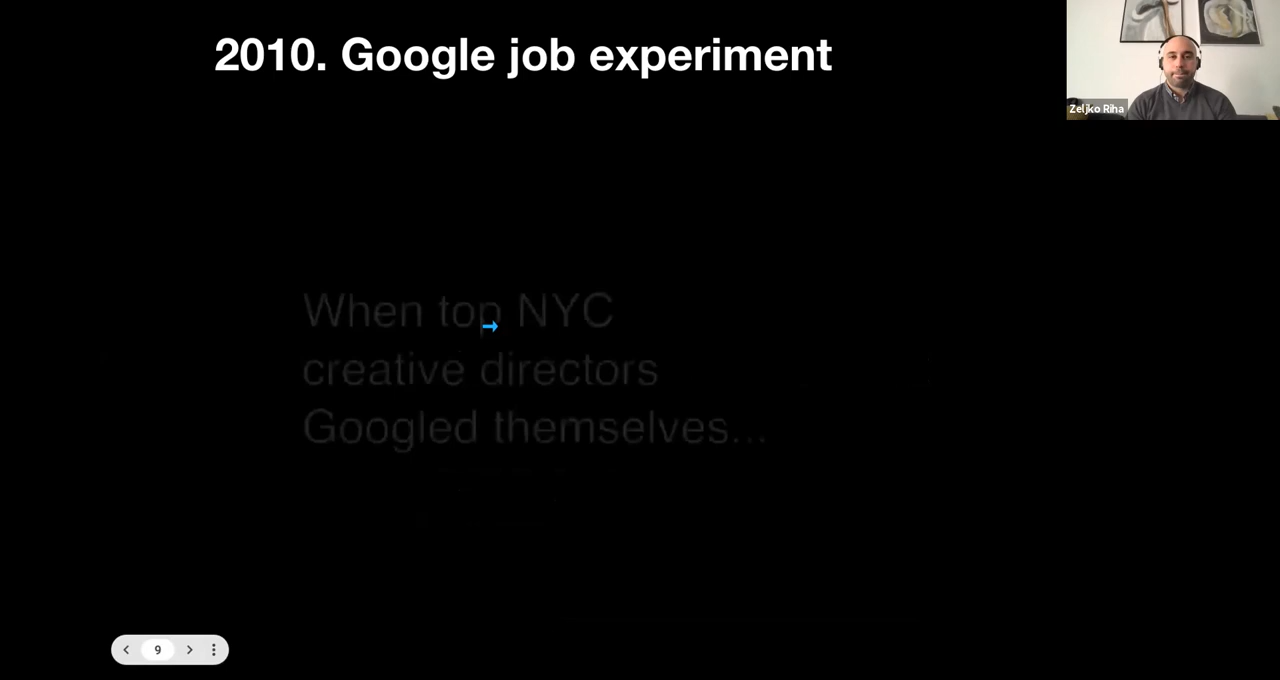 2010. Google job experiment
Zeljko Riha
When top NYC
creative directors
Googled themselves...
9